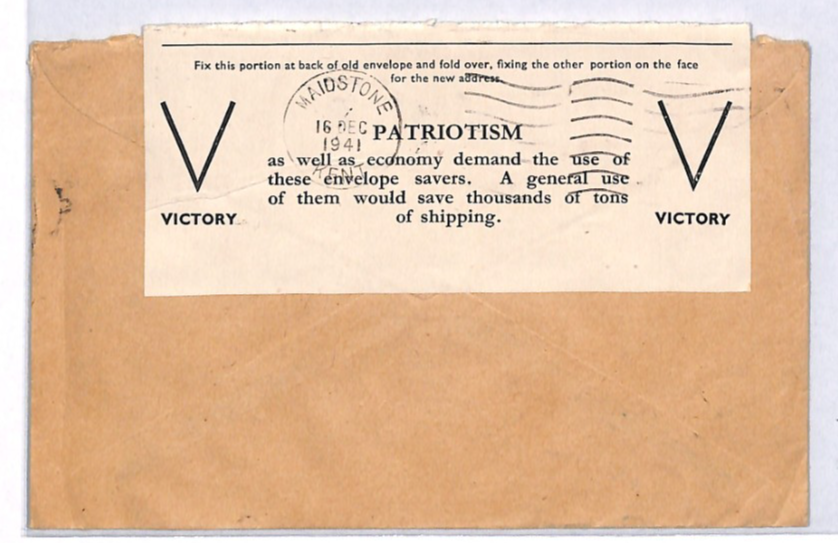 Fix this portion at back of old envelope and fold over, fixing the other portion on the face
for the new address.
MAIDSTONE
16 DEC
1941
KENT
PATRIOTISM
as well as economy demand the use of
these envelope savers. A general use
of them would save thousands of tons
of shipping.
V
VICTORY
V
VICTORY